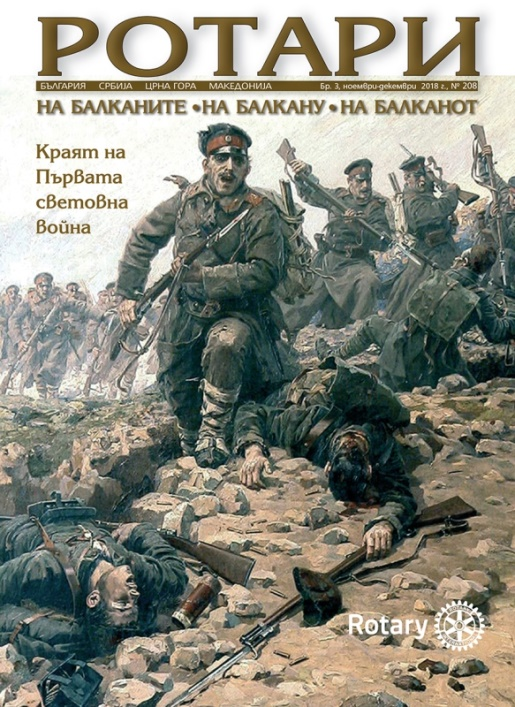 РОТАРИ
БЪЛГАРИЯ СРБИЈА ЦРНА ГОРА МАКЕДОНИЈА Бр. 3, ноември-декември 2018 г., № 208
НА БАЛКАНИТЕ • НА БАЛКАНУ • НА БАЛКАНОТ
Краят на
Първата
световна
война
Rotary